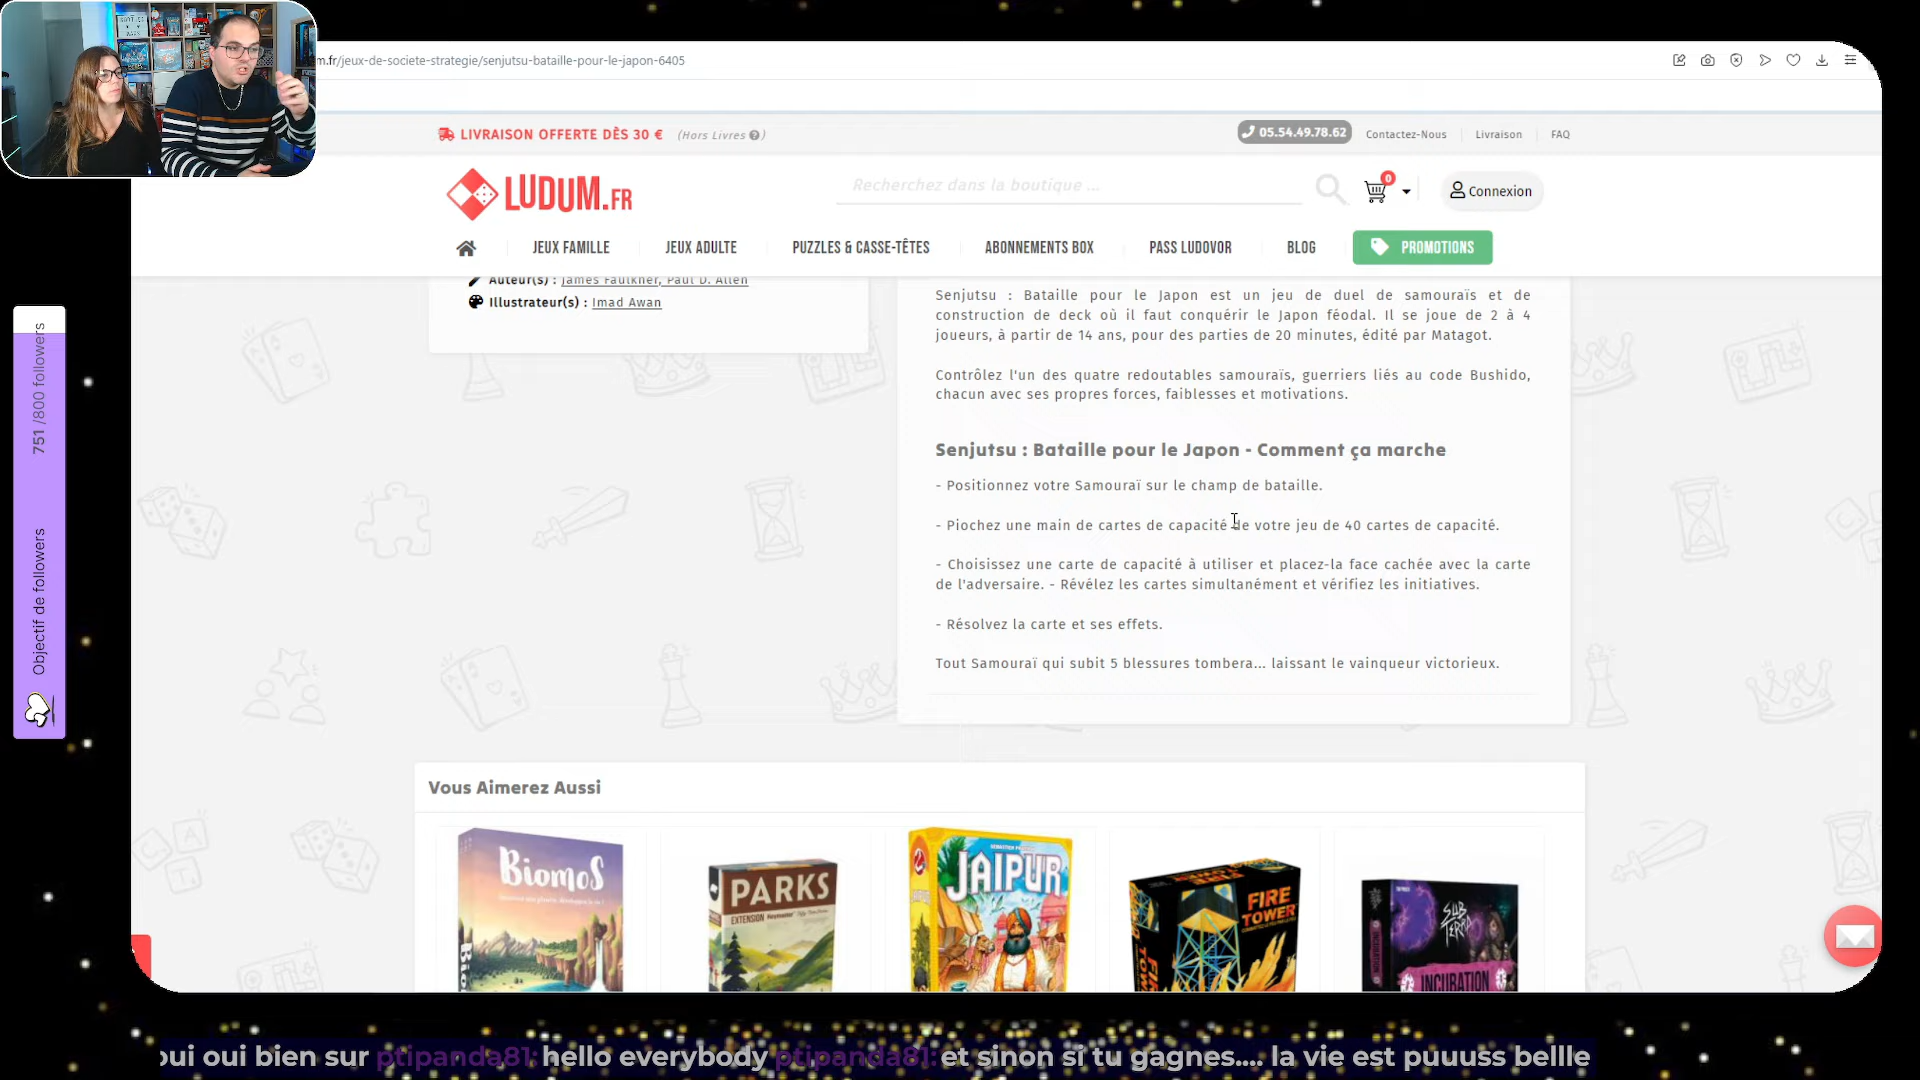 m.fr/jeux-de-societe-strategie/senjutsu-bataille-pour-le-japon-6405
LIVRAISON OFFERTE DÈS 30 € (Hors Livres ?)
05.54.49.78.62 Contactez-Nous Livraison FAQ
LUDUM.FR
Recherchez dans la boutique ...
0
Connexion
JEUX FAMILLE JEUX ADULTE PUZZLES & CASSE-TÊTES ABONNEMENTS BOX PASS LUDOVOR BLOG PROMOTIONS
Auteur(s) : James Faulkner, Paul D. Allen
Illustrateur(s) : Imad Awan
Senjutsu : Bataille pour le Japon est un jeu de duel de samouraïs et de
construction de deck où il faut conquérir le Japon féodal. Il se joue de 2 à 4
joueurs, à partir de 14 ans, pour des parties de 20 minutes, édité par Matagot.
Contrôlez l'un des quatre redoutables samouraïs, guerriers liés au code Bushido,
chacun avec ses propres forces, faiblesses et motivations.
Senjutsu : Bataille pour le Japon - Comment ça marche
- Positionnez votre Samouraï sur le champ de bataille.
- Piochez une main de cartes de capacité de votre jeu de 40 cartes de capacité.
- Choisissez une carte de capacité à utiliser et placez-la face cachée avec la carte
de l'adversaire. - Révélez les cartes simultanément et vérifiez les initiatives.
- Résolvez la carte et ses effets.
Tout Samouraï qui subit 5 blessures tombera... laissant le vainqueur victorieux.
Vous Aimerez Aussi
BiomoS
PARKS
EXTENSION
JAIPUR
FIRE
TOWER
SUB
TERRA
INCUBATION
751 /800 followers
Objectif de followers
oui oui bien sur ptipanda81: hello everybody ptipanda81: et sinon si tu gagnes.... la vie est puuuss bellle